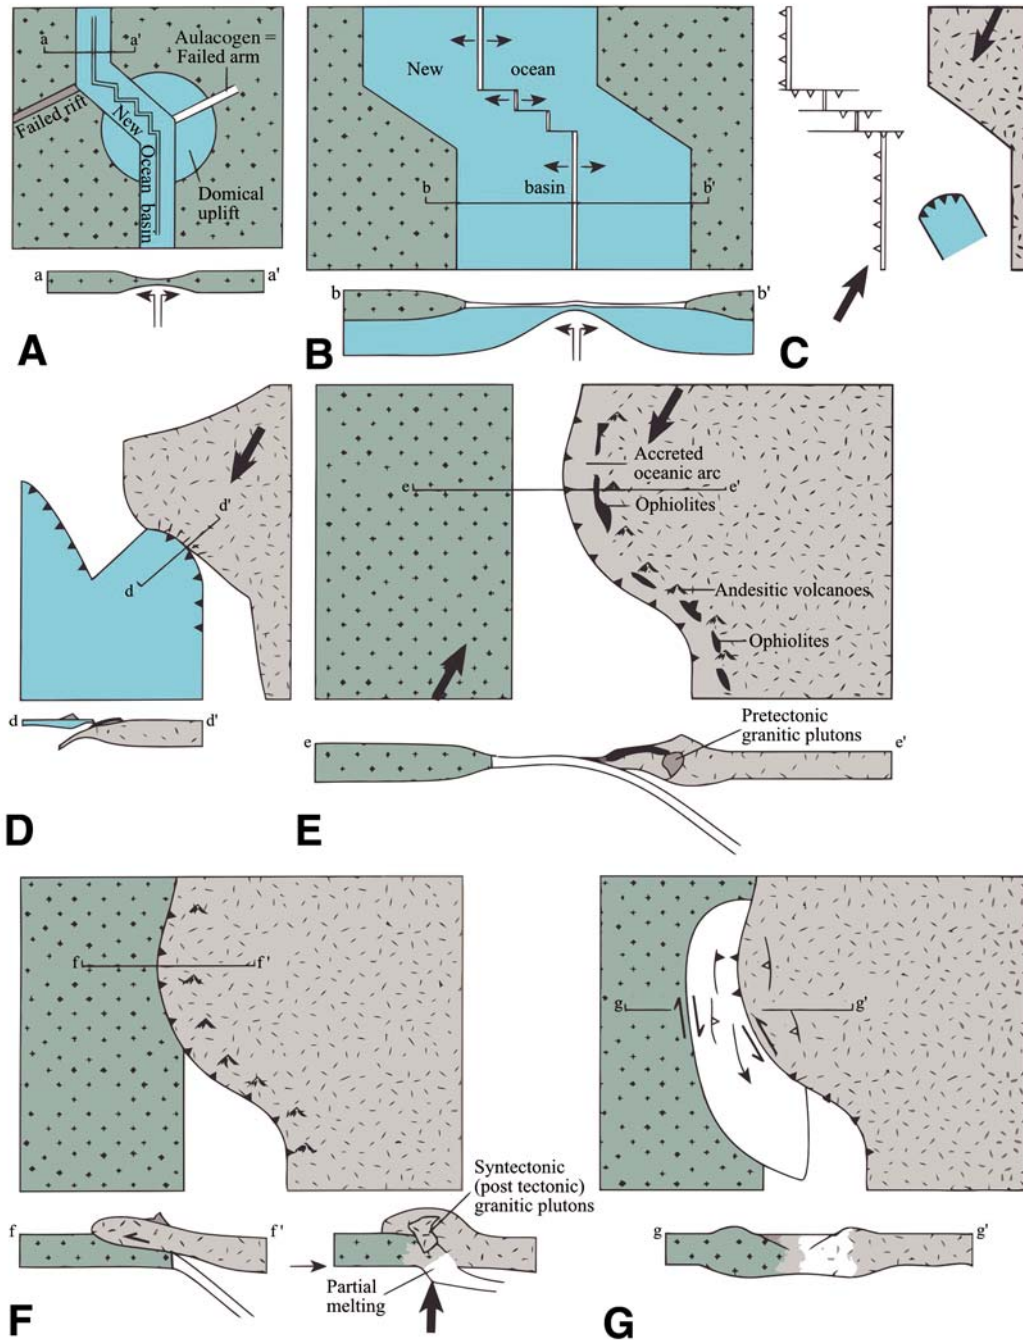 a
a'
Aulacogen =
Failed arm
Failed rift
New
Ocean basin
Domical
uplift
a
a'
A
New
ocean
basin
b
b'
b
b'
B
C
d'
d
d
d'
D
Accreted
oceanic arc
e
e'
Ophiolites
Andesitic volcanoes
Ophiolites
Pretectonic
granitic plutons
e
e'
E
f
f'
f
f'
Syntectonic
(post tectonic)
granitic plutons
Partial
melting
F
g
g'
g
g'
G